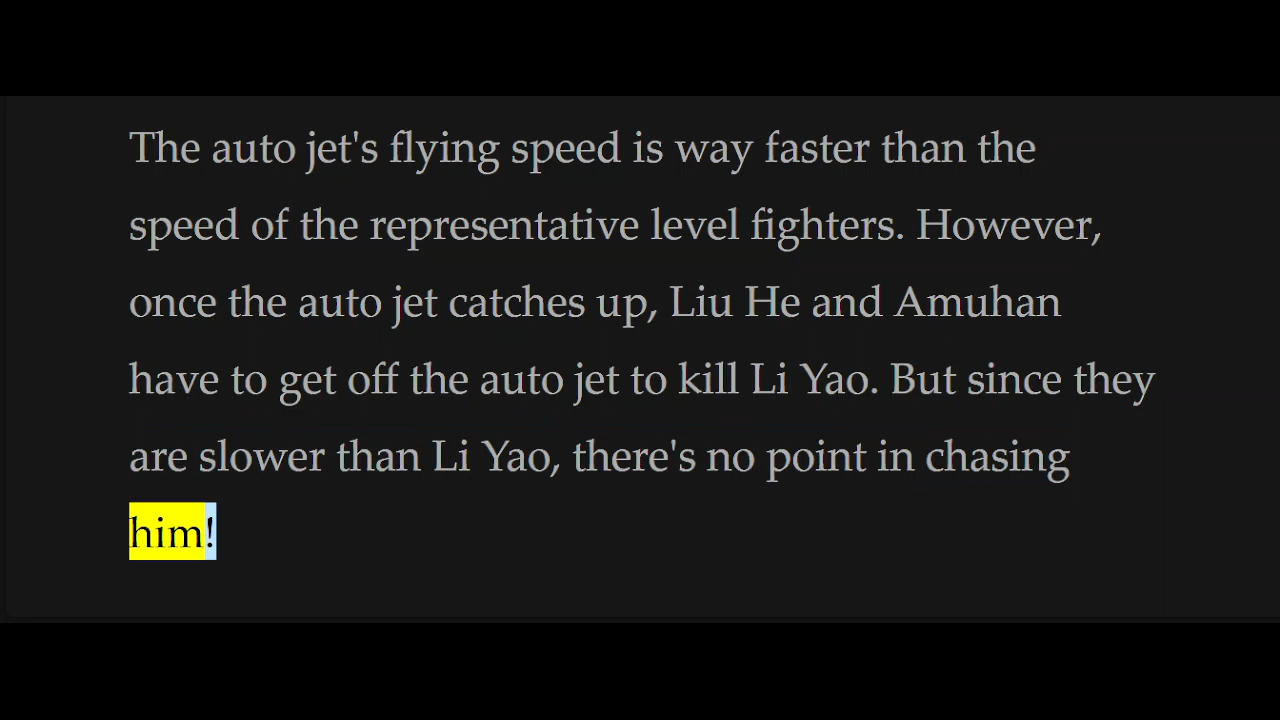 The auto jet's flying speed is way faster than the
speed of the representative level fighters. However,
once the auto jet catches up, Liu He and Amuhan
have to get off the auto jet to kill Li Yao. But since they
are slower than Li Yao, there's no point in chasing
him!